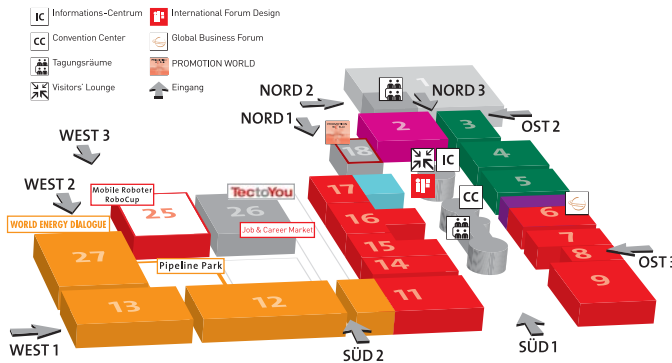 IC Informations-Centrum
International Forum Design
CC Convention Center
Global Business Forum
Tagungsräume
PROMOTION WORLD
Visitors' Lounge
Eingang
NORD 2
NORD 3
NORD 1
OST 2
WEST 3
WEST 2
WEST 1
OST 3
SÜD 1
SÜD 2
1
2
3
4
5
6
7
8
9
11
12
13
14
15
16
17
18
25
26
27
IC
CC
Mobile Roboter
RoboCup
TectoYou
Job & Career Market
WORLD ENERGY DIALOGUE
Pipeline Park